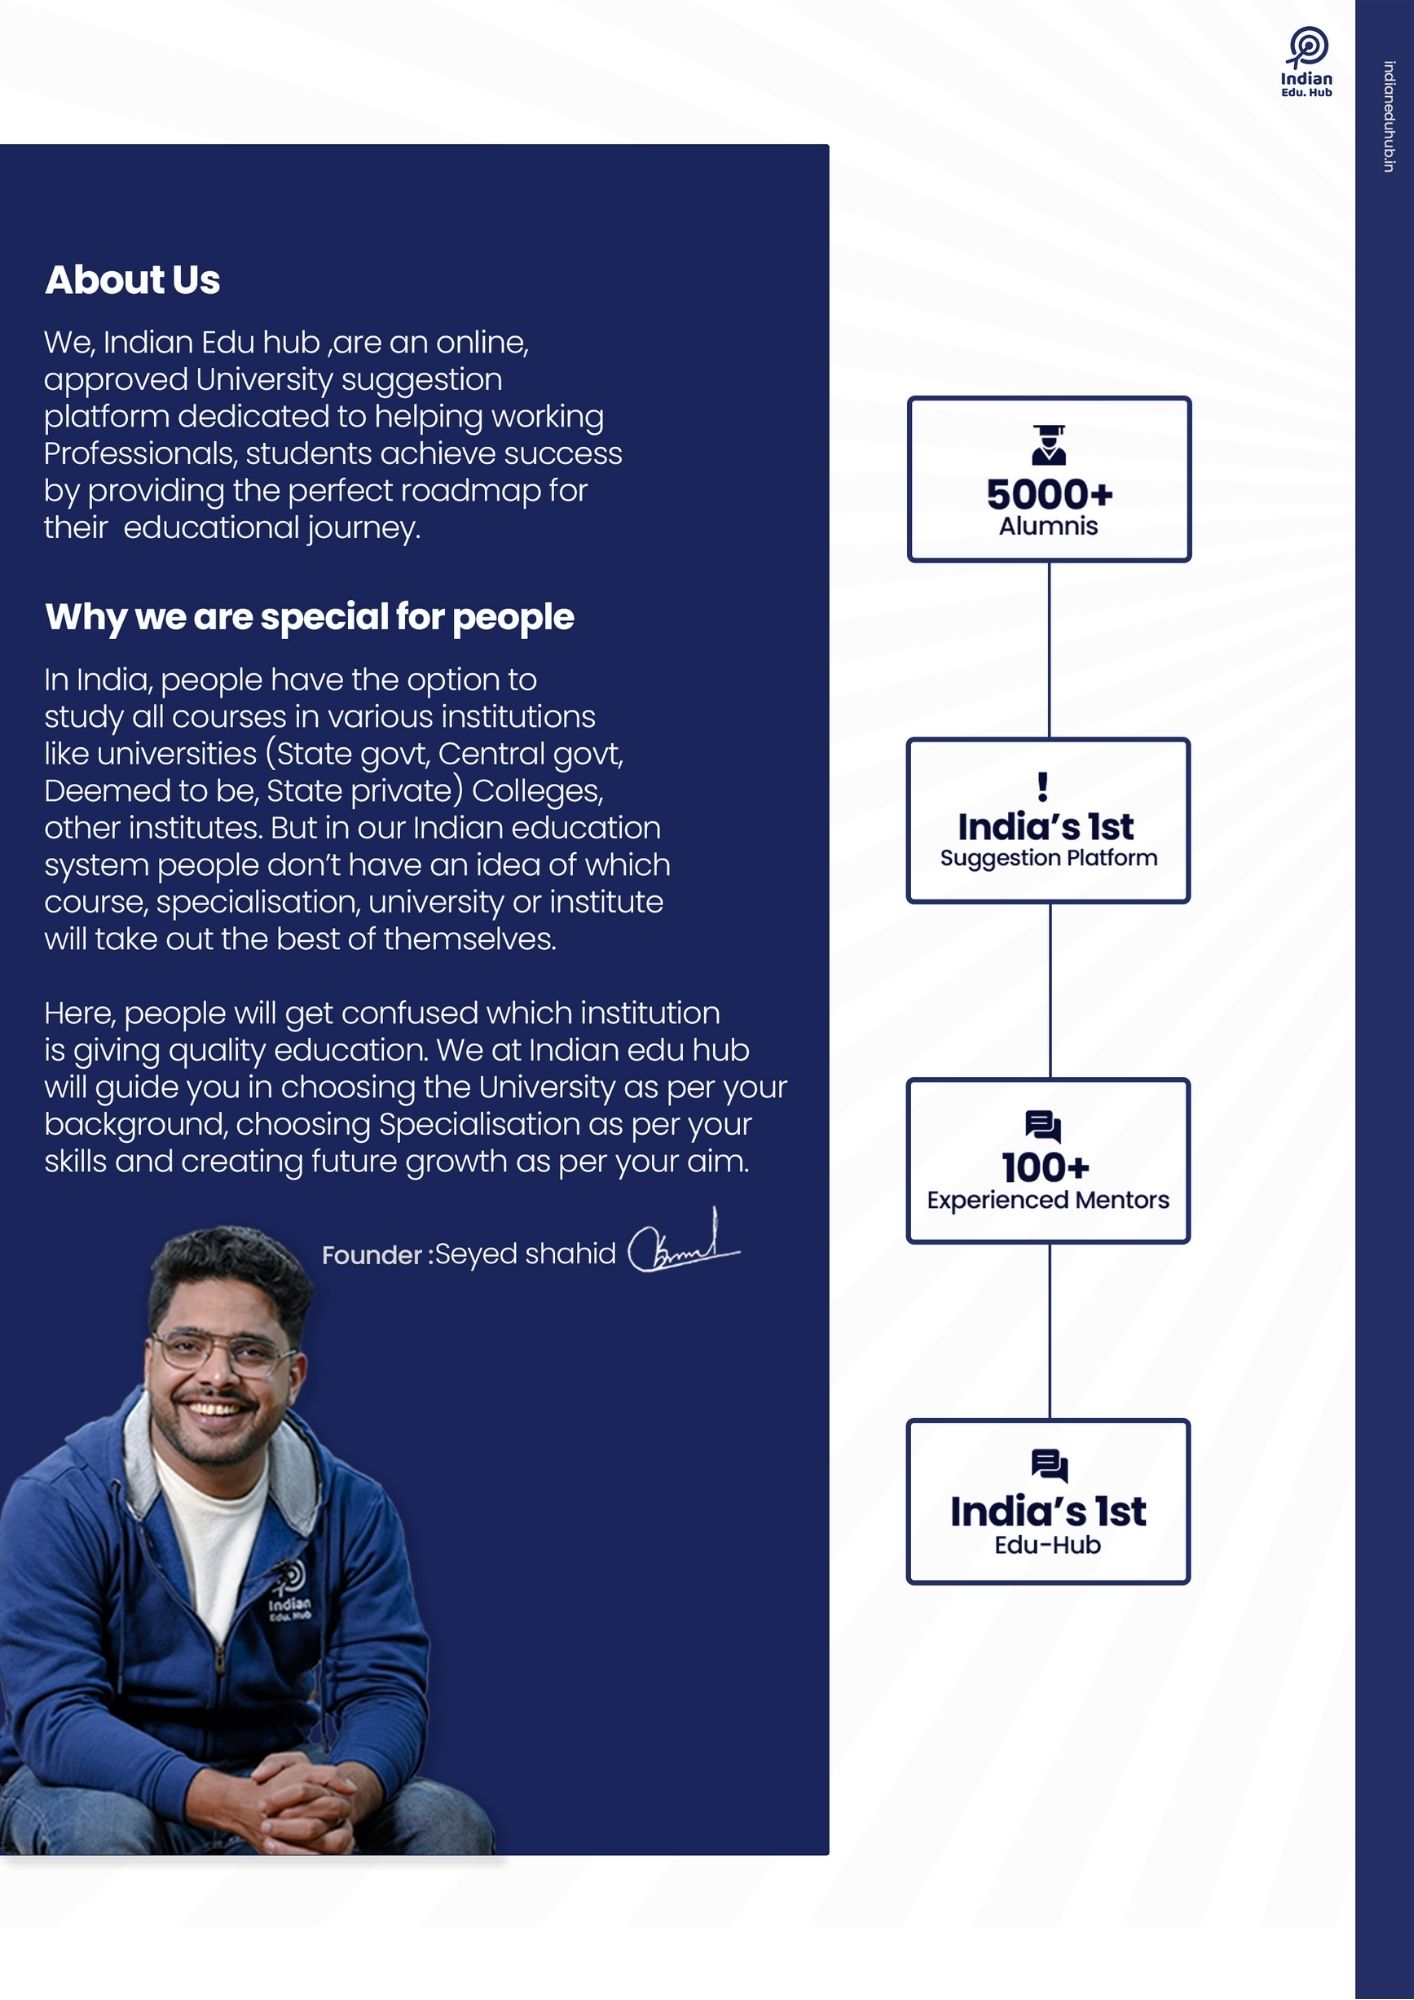 Indian
Edu. Hub
indianeduhub.in
About Us
We, Indian Edu hub ,are an online,
approved University suggestion
platform dedicated to helping working
Professionals, students achieve success
by providing the perfect roadmap for
their  educational journey.
Why we are special for people
In India, people have the option to
study all courses in various institutions
like universities (State govt, Central govt,
Deemed to be, State private) Colleges,
other institutes. But in our Indian education
system people don’t have an idea of which
course, specialisation, university or institute
will take out the best of themselves.
Here, people will get confused which institution
is giving quality education. We at Indian edu hub
will guide you in choosing the University as per your
background, choosing Specialisation as per your
skills and creating future growth as per your aim.
Founder :Seyed shahid
Indian
Edu. Hub
5000+
Alumnis
!
India’s 1st
Suggestion Platform
100+
Experienced Mentors
India’s 1st
Edu-Hub